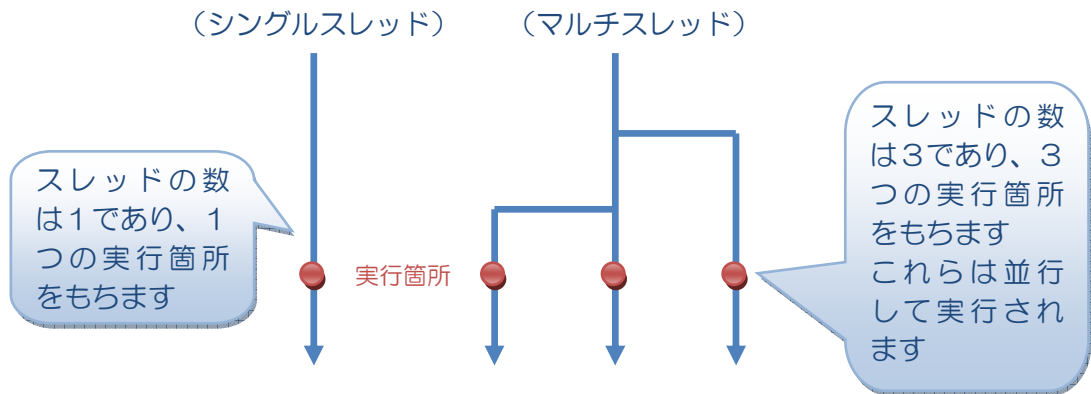 （シングルスレッド）
（マルチスレッド）
スレッドの数
は１であり、１
つの実行箇所
をもちます
実行箇所
スレッドの数
は３であり、３
つの実行箇所
をもちます
これらは並行
して実行され
ます